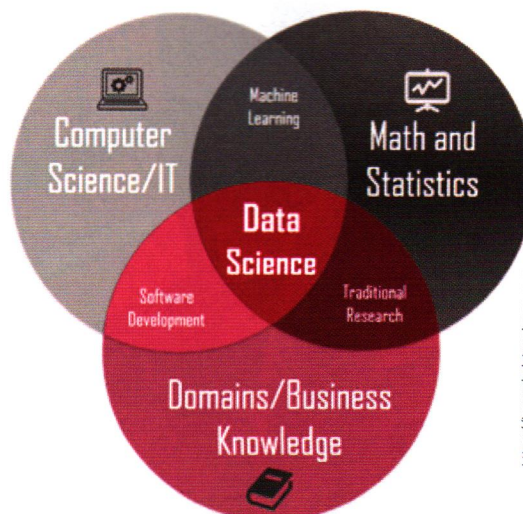 Machine
Learning
Computer
Science/IT
Math and
Statistics
Data
Science
Software
Development
Traditional
Research
Domains/Business
Knowledge